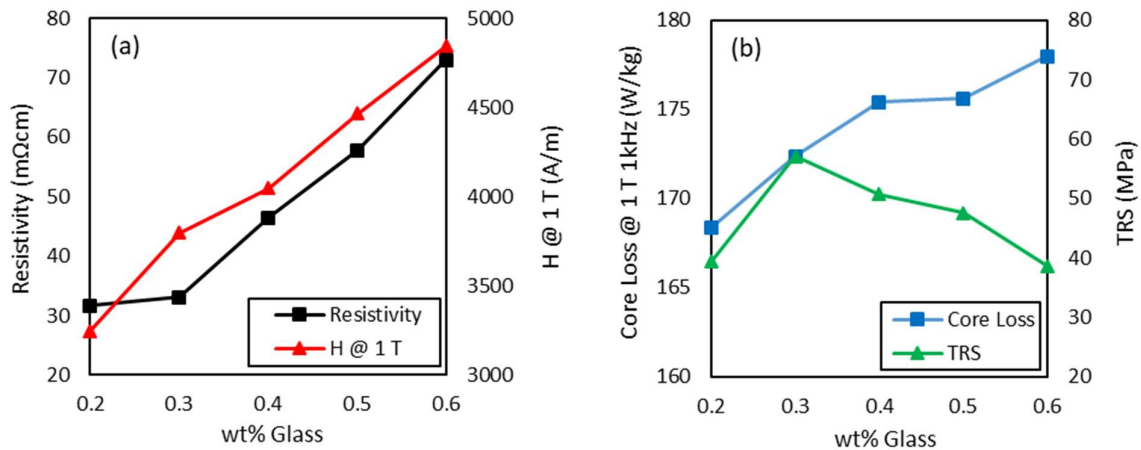 (a)
Resistivity (mΩcm)
80
70
60
50
40
30
20
5000
4500
4000
3500
3000
H @ 1 T (A/m)
Resistivity
H @ 1 T
0.2 0.3 0.4 0.5 0.6
wt% Glass
(b)
Core Loss @ 1 T 1kHz (W/kg)
180
175
170
165
160
80
70
60
50
40
30
20
TRS (MPa)
Core Loss
TRS
0.2 0.3 0.4 0.5 0.6
wt% Glass